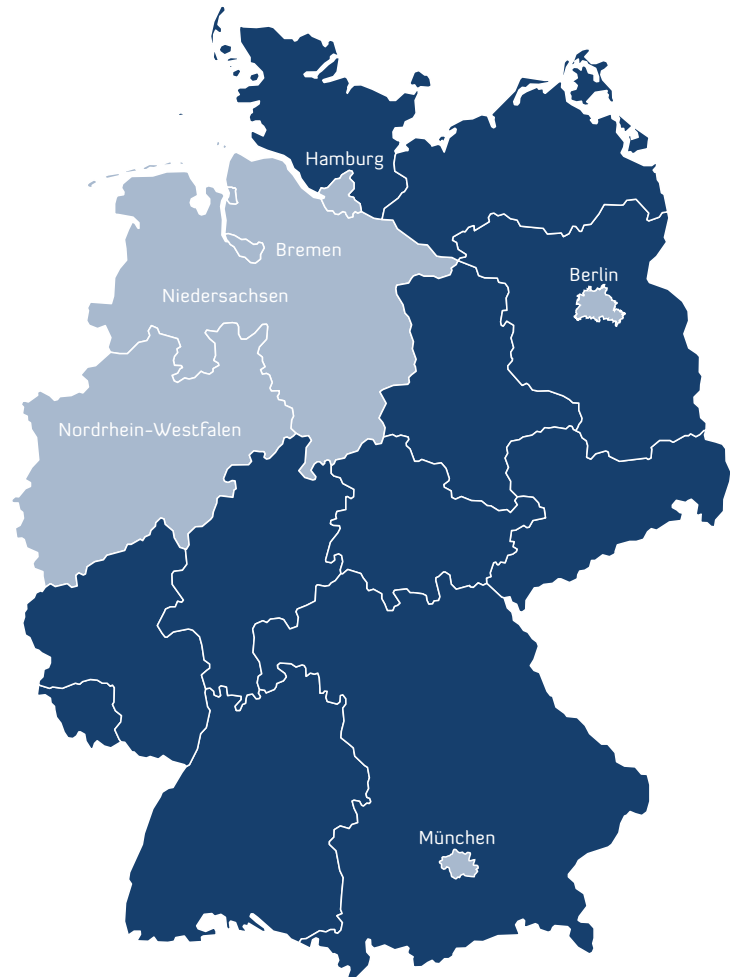 Hamburg
Bremen
Berlin
Niedersachsen
Nordrhein-Westfalen
München